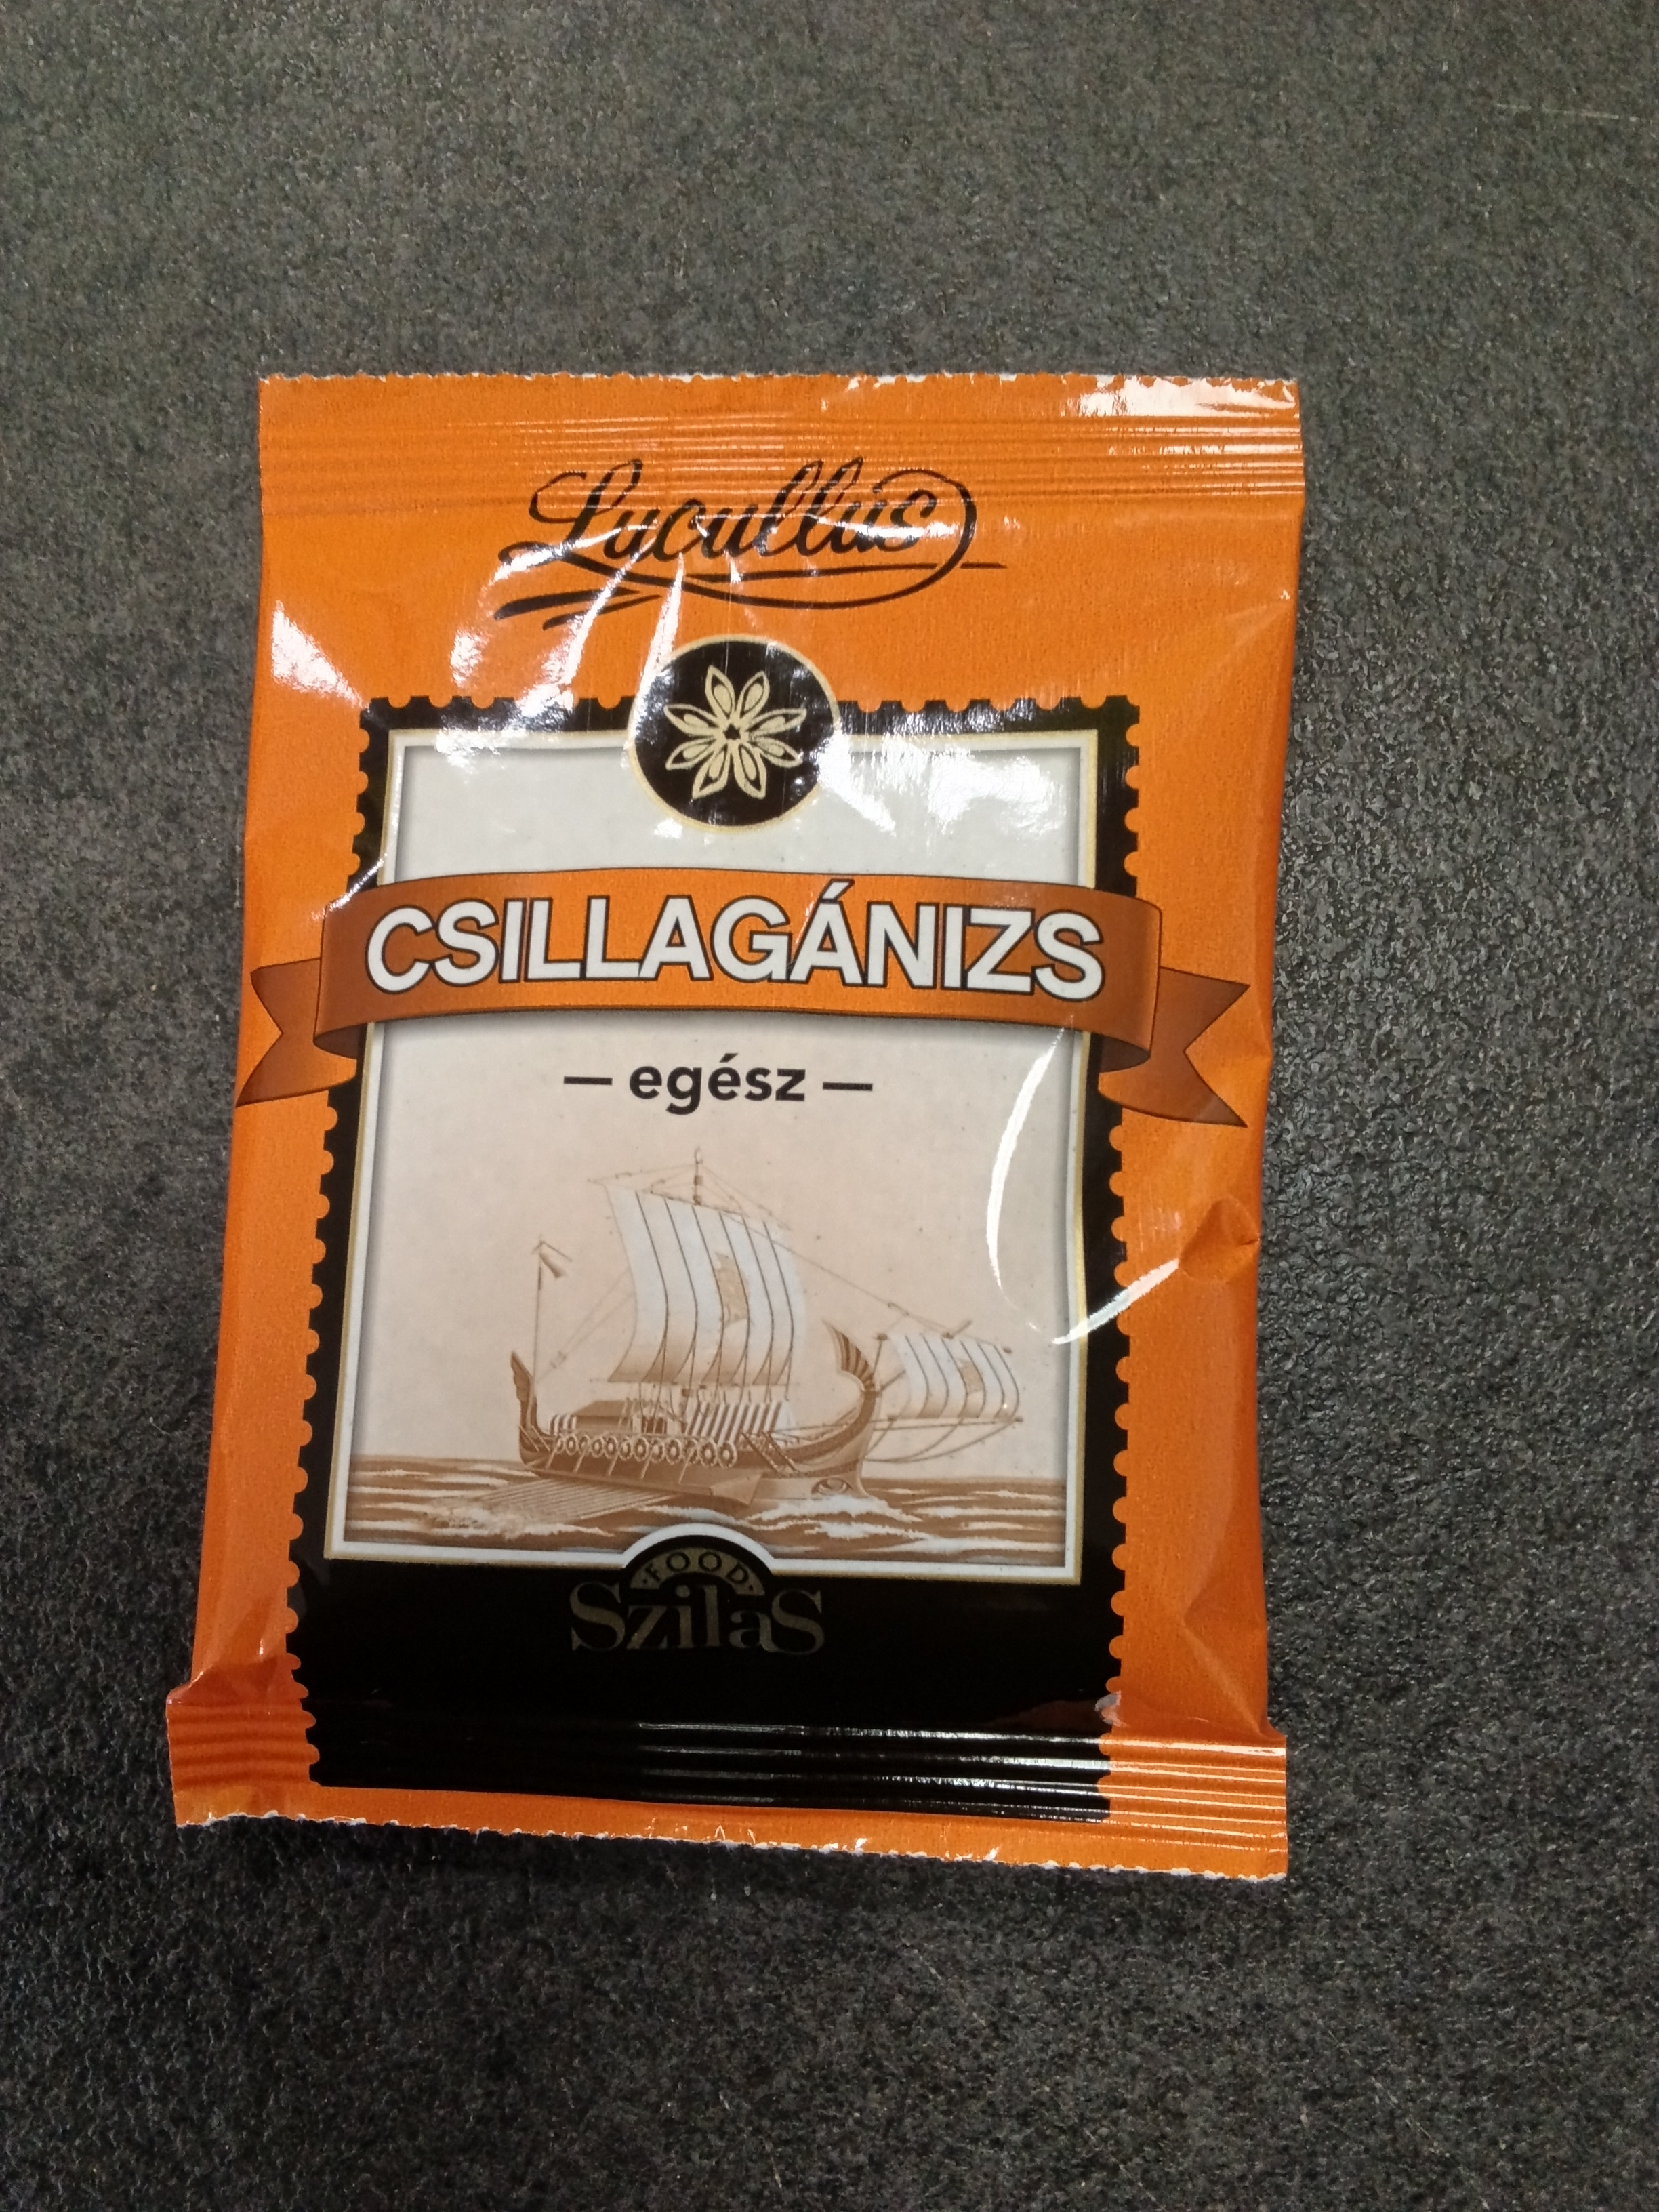 Lucullus
CSILLAGÁNIZS
— egész —
·FOOD·
SzilaS